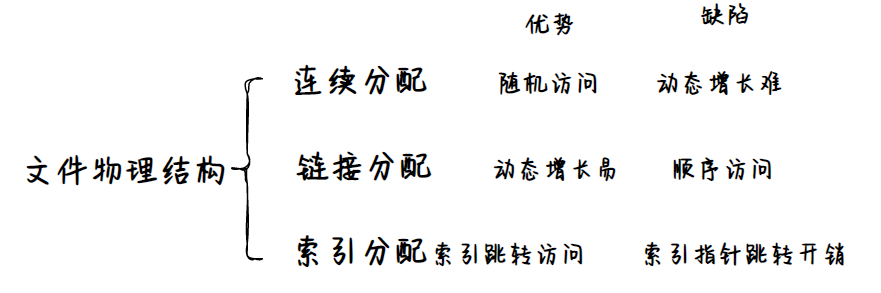 优势 缺陷
连续分配 随机访问 动态增长难
文件物理结构 链接分配 动态增长易 顺序访问
索引分配 索引跳转访问 索引指针跳转开销